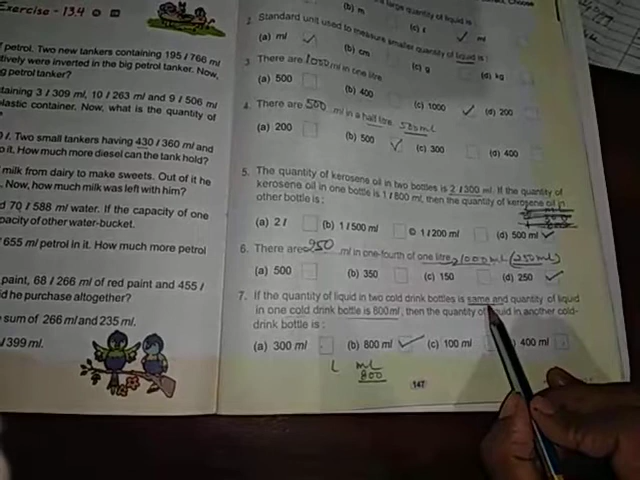 Exercise - 13.4
petrol. Two new tankers containing 195 l 766 ml
tively were inverted in the big petrol tanker. Now,
g petrol tanker?
taining 3 l 309 ml, 10 l 263 ml and 9 l 506 ml
plastic container. Now, what is the quantity of
Two small tankers having 430 l 360 ml and
o it. How much more diesel can the tank hold?
milk from dairy to make sweets. Out of it he
. Now, how much milk was left with him?
d 70 l 588 ml water. If the capacity of one
pacity of other water-bucket.
655 ml petrol in it. How much more petrol
paint, 68 l 266 ml of red paint and 455 l
id he purchase altogether?
sum of 266 ml and 235 ml.
l 399 ml.
large quantity of liquid is
(b) m
(c) l
ml
2. Standard unit used to measure smaller quantity of liquid is :
(a) ml
(b) cm
(c) g
(d) kg
3. There are 1000 ml in one litre
(a) 500
(b) 400
(c) 1000
(d) 200
4. There are 500 ml in a half litre. 500ml
(a) 200
(b) 500
(c) 300
(d) 400
5. The quantity of kerosene oil in two bottles is 2 l 300 ml. If the quantity of
kerosene oil in one bottle is 1 l 800 ml, then the quantity of kerosene oil in
other bottle is :
(a) 2 l (b) 1 l 500 ml © 1 l 200 ml (d) 500 ml
6. There are 250 ml in one-fourth of one litre 1000ml (250ml)
(a) 500 (b) 350 (c) 150 (d) 250
7. If the quantity of liquid in two cold drink bottles is same and quantity of liquid
in one cold drink bottle is 800 ml, then the quantity of liquid in another cold-
drink bottle is :
(a) 300 ml (b) 800 ml (c) 100 ml 400 ml
L ml
800
147